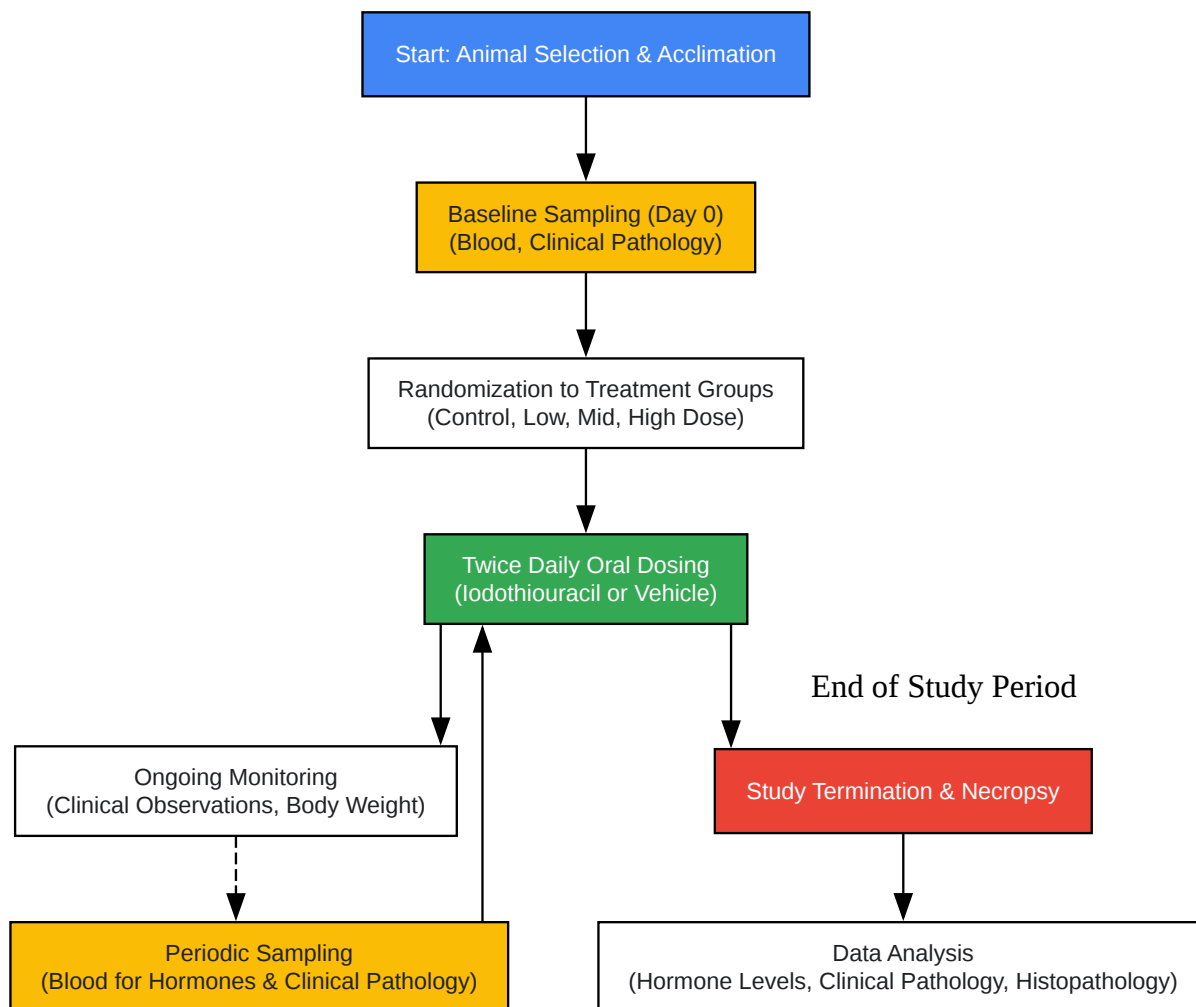 Start: Animal Selection & Acclimation
Baseline Sampling (Day 0)
(Blood, Clinical Pathology)
Randomization to Treatment Groups
(Control, Low, Mid, High Dose)
Twice Daily Oral Dosing
(Iodothiouracil or Vehicle)
End of Study Period
Ongoing Monitoring
(Clinical Observations, Body Weight)
Study Termination & Necropsy
Periodic Sampling
(Blood for Hormones & Clinical Pathology)
Data Analysis
(Hormone Levels, Clinical Pathology, Histopathology)